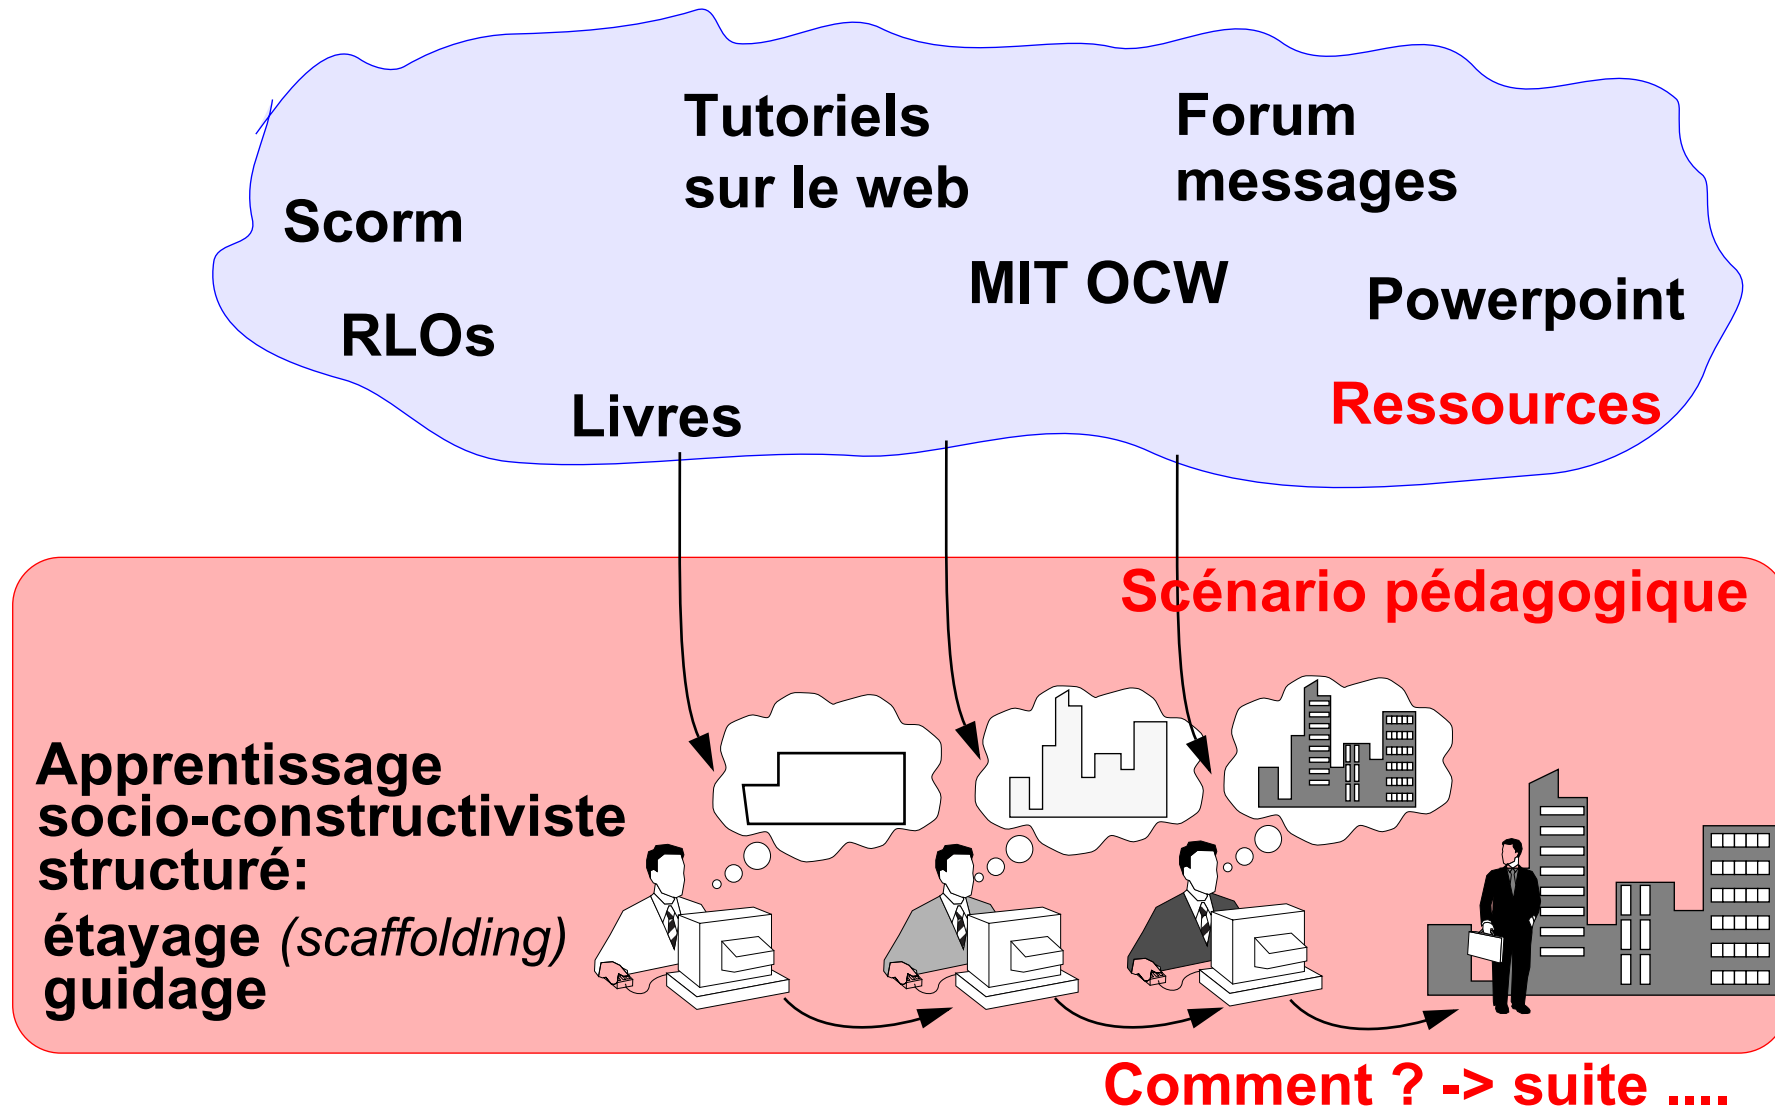 Tutoriels
sur le web
Forum
messages
Scorm
MIT OCW
Powerpoint
RLOs
Livres
Ressources
Scénario pédagogique
Apprentissage
socio-constructiviste
structuré:
étayage (scaffolding)
guidage
Comment ? -> suite ....